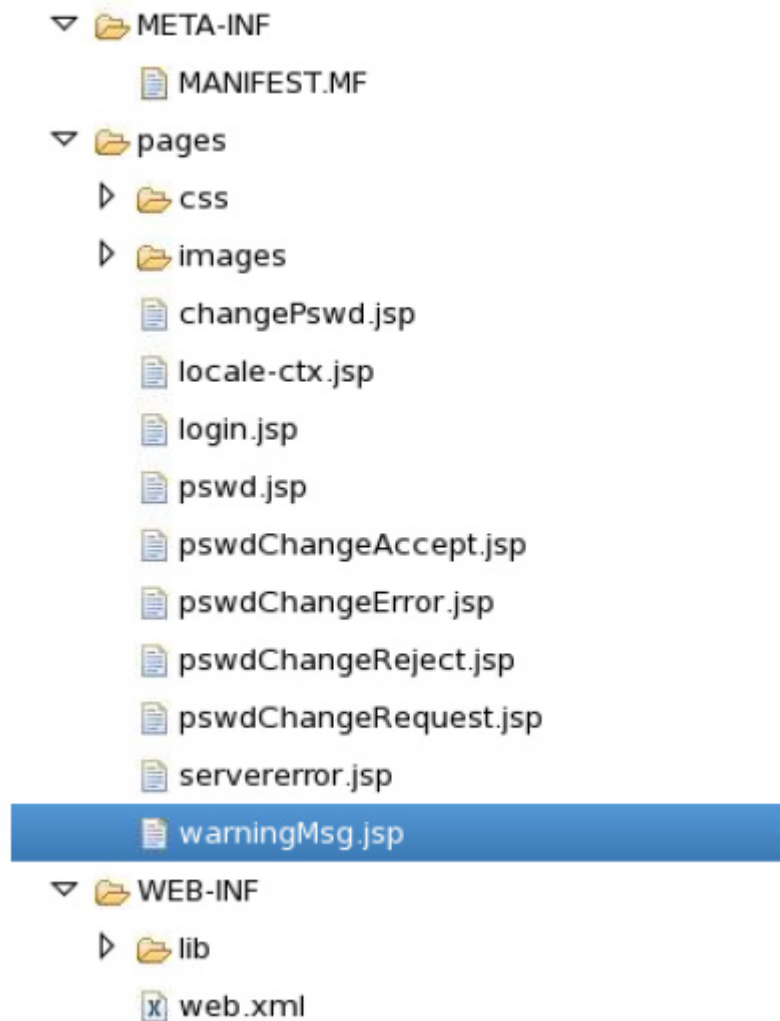 META-INF
MANIFEST.MF
pages
css
images
changePswd.jsp
locale-ctx.jsp
login.jsp
pswd.jsp
pswdChangeAccept.jsp
pswdChangeError.jsp
pswdChangeReject.jsp
pswdChangeRequest.jsp
servererror.jsp
warningMsg.jsp
WEB-INF
lib
web.xml